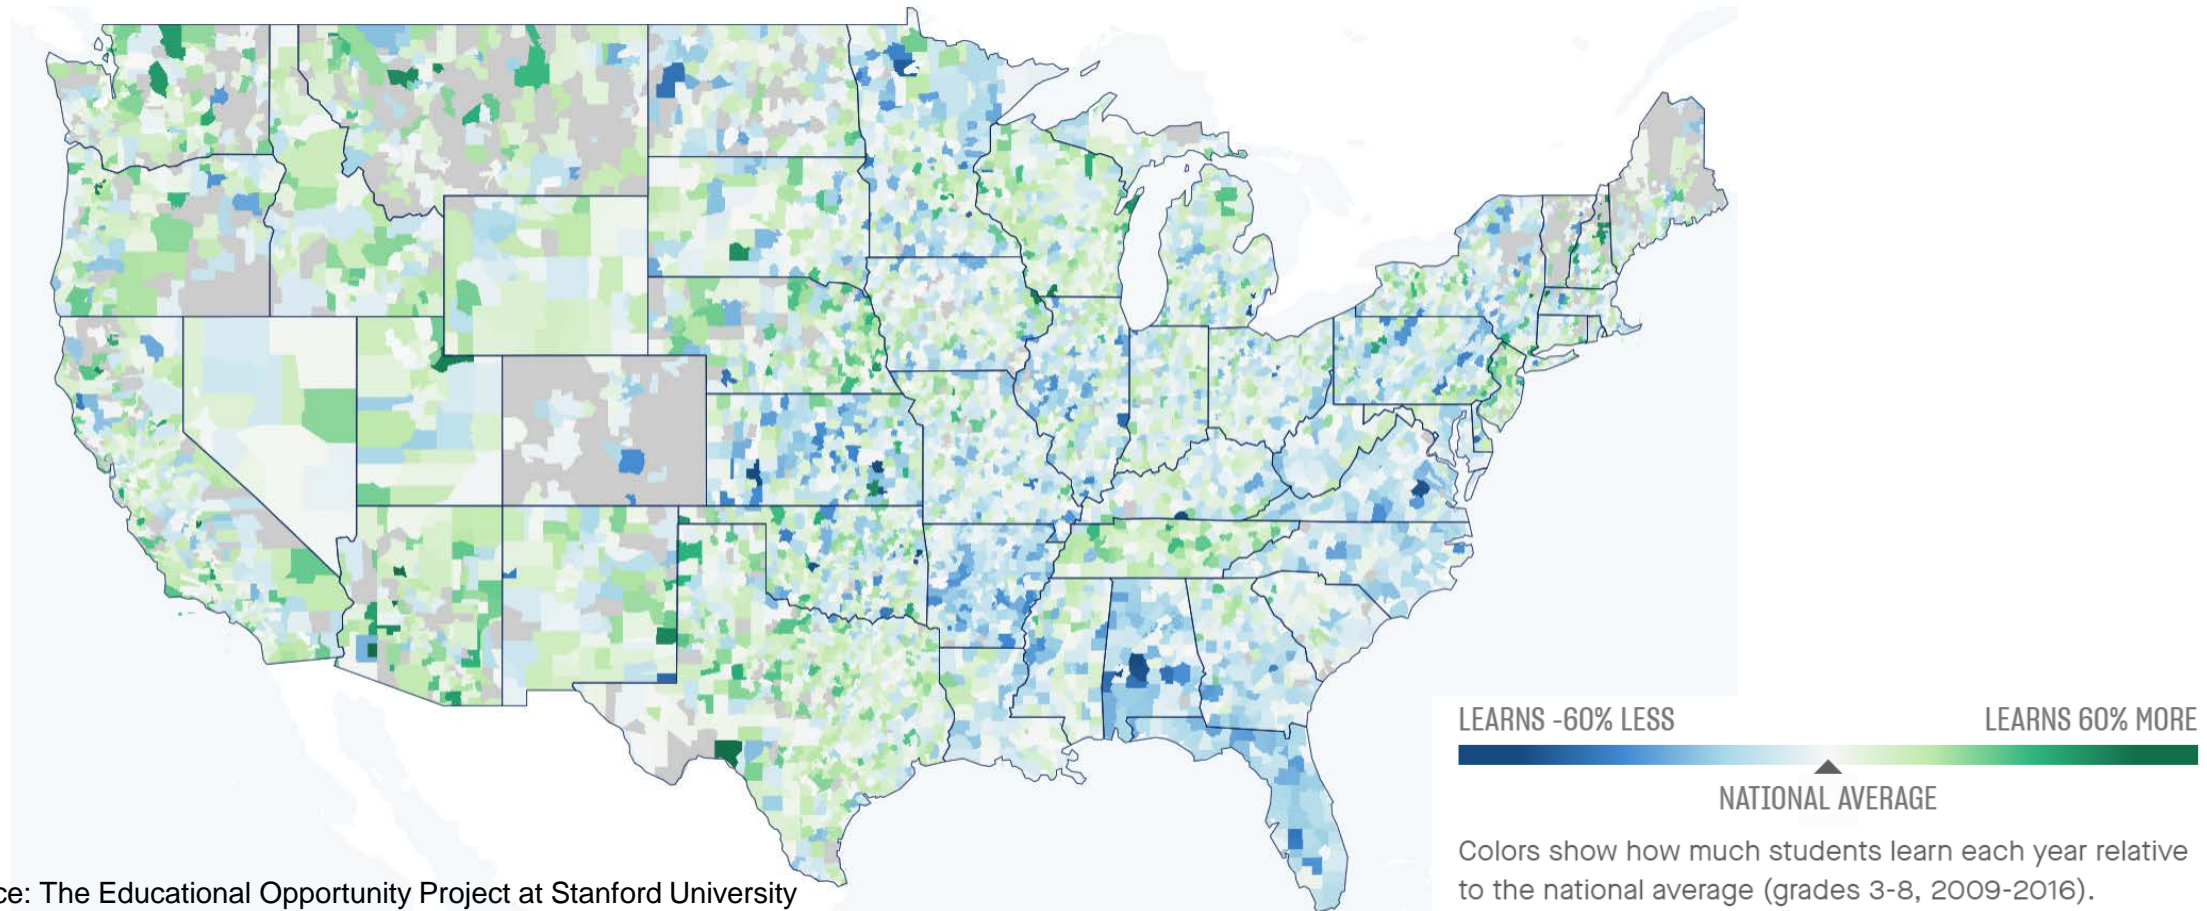 LEARNS -60% LESS LEARNS 60% MORE
NATIONAL AVERAGE
Colors show how much students learn each year relative
to the national average (grades 3-8, 2009-2016).
ce: The Educational Opportunity Project at Stanford University